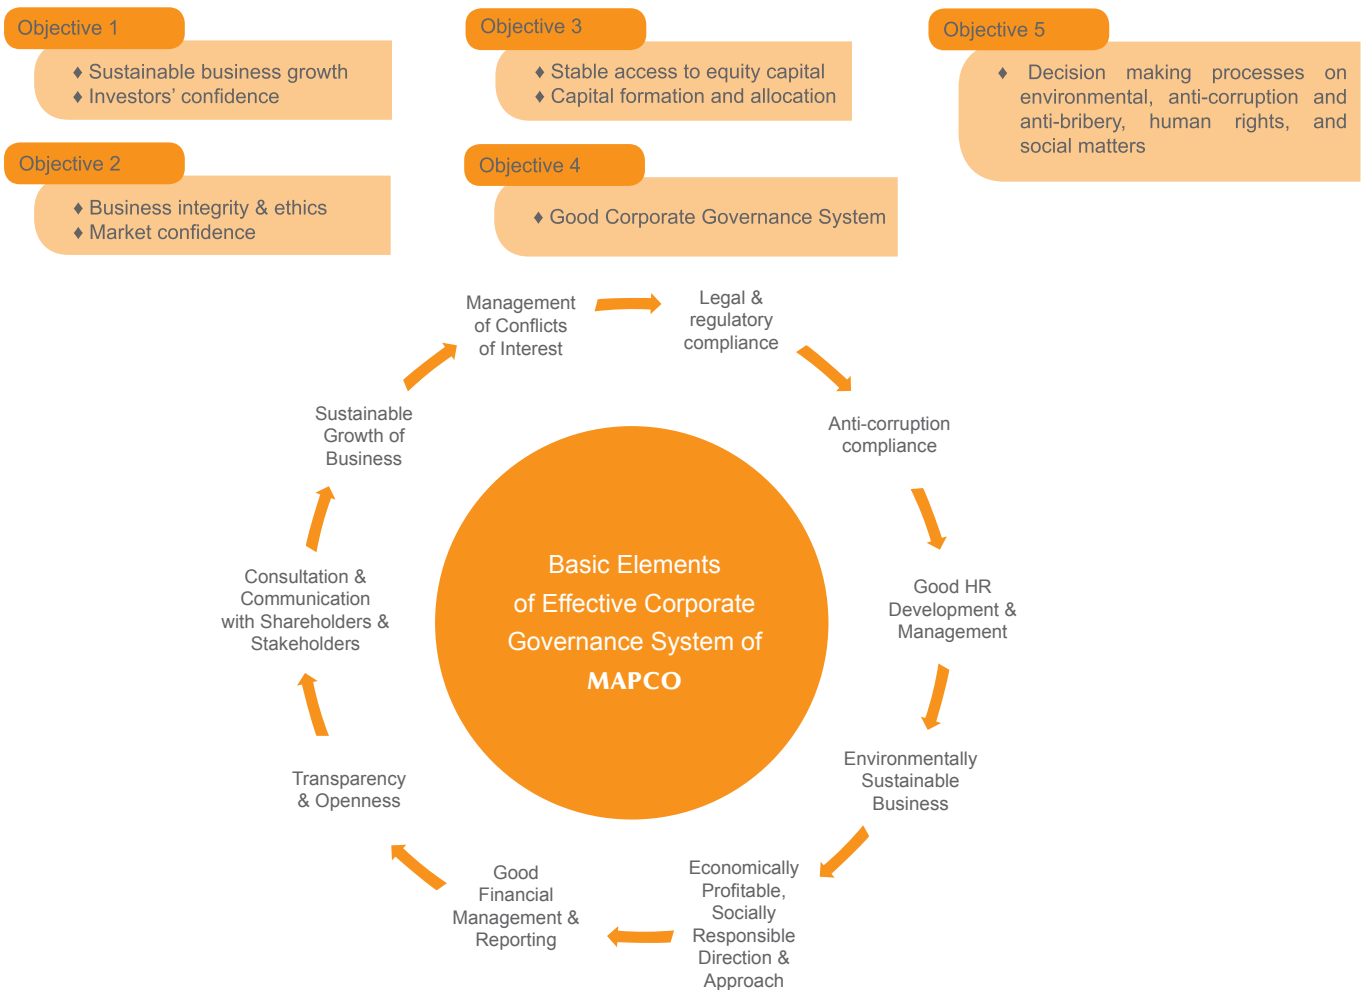 Objective 1
♦ Sustainable business growth
♦ Investors’ confidence
Objective 2
♦ Business integrity & ethics
♦ Market confidence
Objective 3
♦ Stable access to equity capital
♦ Capital formation and allocation
Objective 4
♦ Good Corporate Governance System
Objective 5
♦ Decision making processes on
environmental, anti-corruption and
anti-bribery, human rights, and
social matters
Management
of Conflicts
of Interest
Legal &
regulatory
compliance
Anti-corruption
compliance
Good HR
Development &
Management
Environmentally
Sustainable
Business
Economically
Profitable,
Socially
Responsible
Direction &
Approach
Good
Financial
Management &
Reporting
Transparency
& Openness
Consultation &
Communication
with Shareholders &
Stakeholders
Sustainable
Growth of
Business
Basic Elements
of Effective Corporate
Governance System of
MAPCO